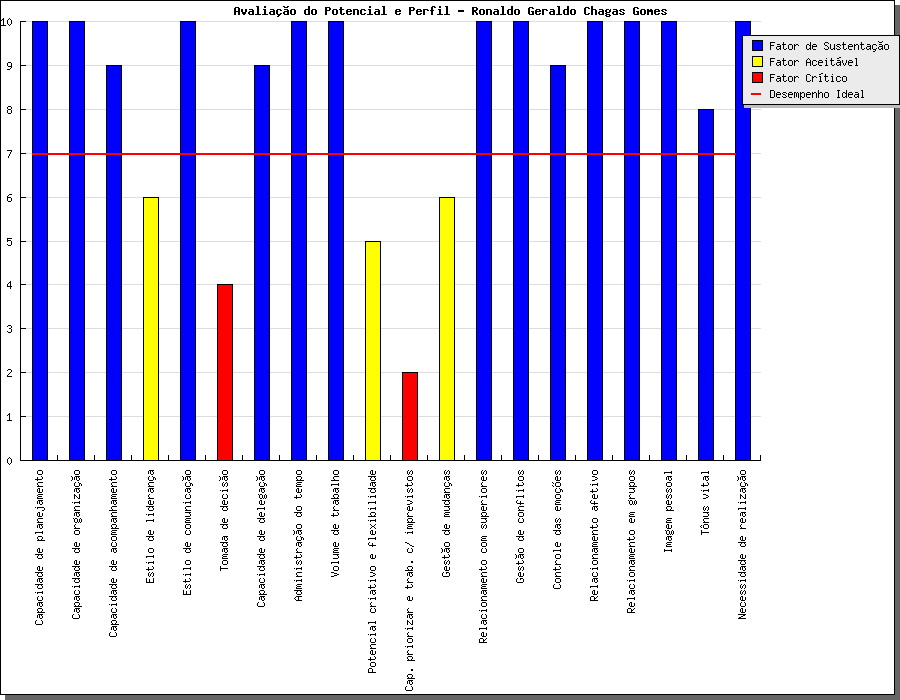 Avaliação do Potencial e Perfil - Ronaldo Geraldo Chagas Gomes
10
9
8
7
6
5
4
3
2
1
0
Fator de Sustentação
Fator Aceitável
Fator Crítico
Desempenho Ideal
Capacidade de planejamento
Capacidade de organização
Capacidade de acompanhamento
Estilo de liderança
Estilo de comunicação
Tomada de decisão
Capacidade de delegação
Administração do tempo
Volume de trabalho
Potencial criativo e flexibilidade
Cap. priorizar e trab. c/ imprevistos
Gestão de mudanças
Relacionamento com superiores
Gestão de conflitos
Controle das emoções
Relacionamento afetivo
Relacionamento em grupos
Imagem pessoal
Tônus vital
Necessidade de realização